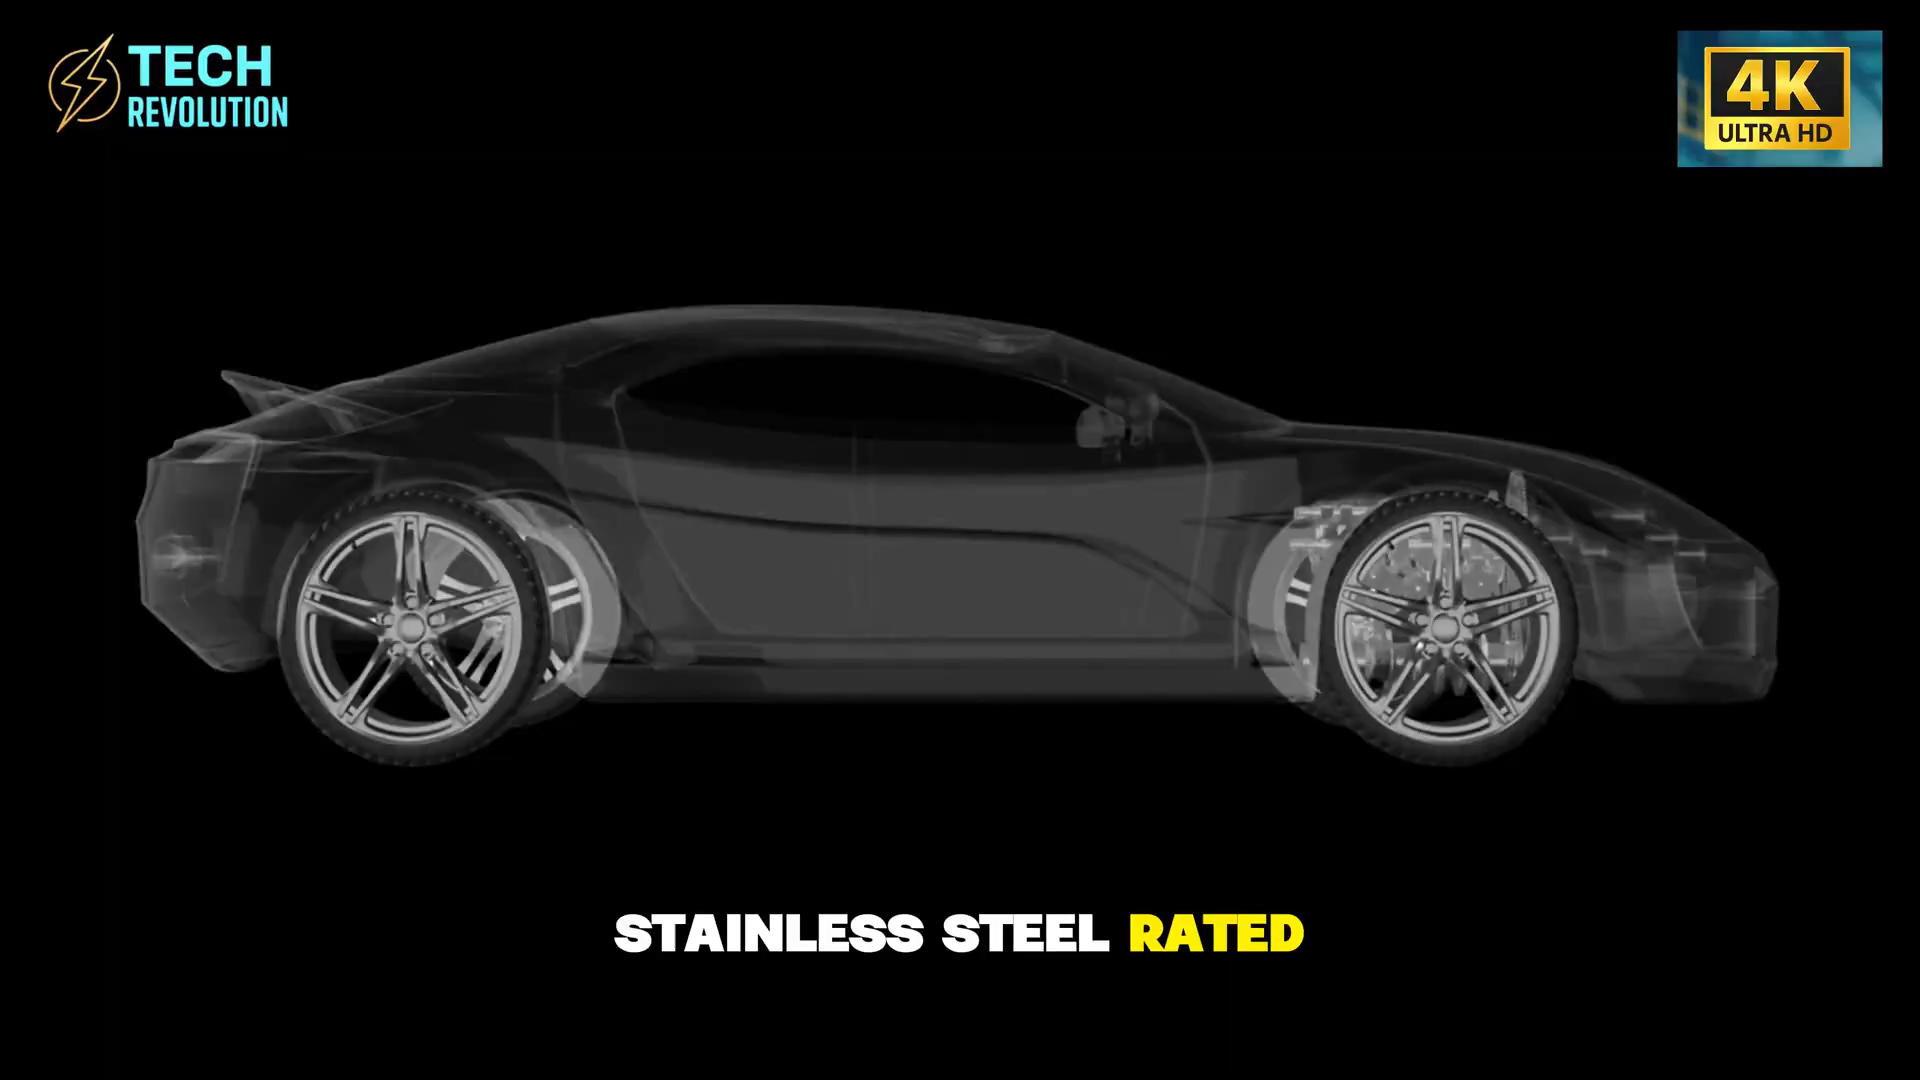 TECH
REVOLUTION
4K
ULTRA HD
STAINLESS STEEL RATED